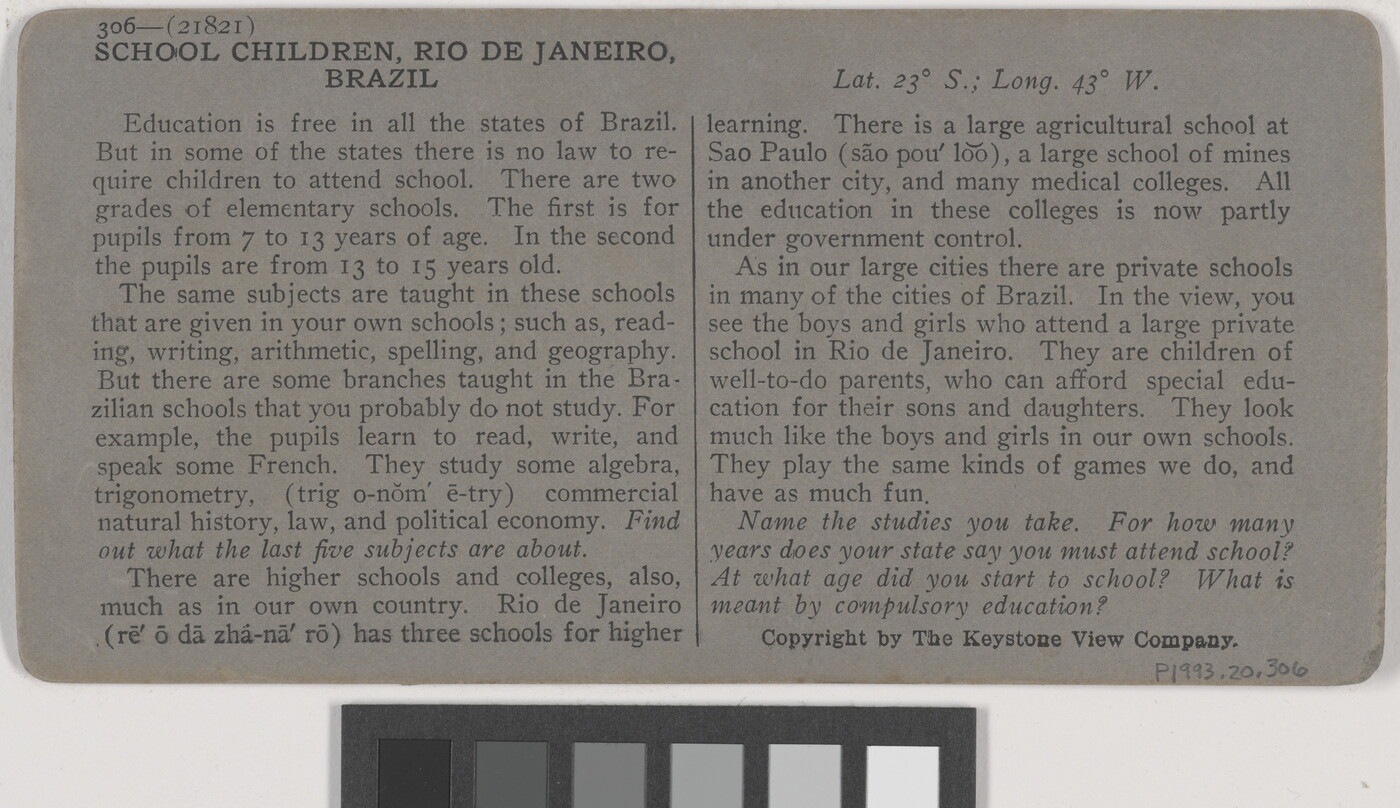 306—(21821)
SCHOOL CHILDREN, RIO DE JANEIRO,
BRAZIL
Education is free in all the states of Brazil.
But in some of the states there is no law to re-
quire children to attend school. There are two
grades of elementary schools. The first is for
pupils from 7 to 13 years of age. In the second
the pupils are from 13 to 15 years old.
The same subjects are taught in these schools
that are given in your own schools; such as, read-
ing, writing, arithmetic, spelling, and geography.
But there are some branches taught in the Bra-
zilian schools that you probably do not study. For
example, the pupils learn to read, write, and
speak some French. They study some algebra,
trigonometry, (trig o-nŏm′ ē-try) commercial
natural history, law, and political economy. Find
out what the last five subjects are about.
There are higher schools and colleges, also,
much as in our own country. Rio de Janeiro
(rē′ ō dā zhá-nā′ rō) has three schools for higher
Lat. 23° S.; Long. 43° W.
learning. There is a large agricultural school at
Sao Paulo (são pou′ lo͝o), a large school of mines
in another city, and many medical colleges. All
the education in these colleges is now partly
under government control.
As in our large cities there are private schools
in many of the cities of Brazil. In the view, you
see the boys and girls who attend a large private
school in Rio de Janeiro. They are children of
well-to-do parents, who can afford special edu-
cation for their sons and daughters. They look
much like the boys and girls in our own schools.
They play the same kinds of games we do, and
have as much fun.
Name the studies you take. For how many
years does your state say you must attend school?
At what age did you start to school? What is
meant by compulsory education?
Copyright by The Keystone View Company.
P1993.20.306